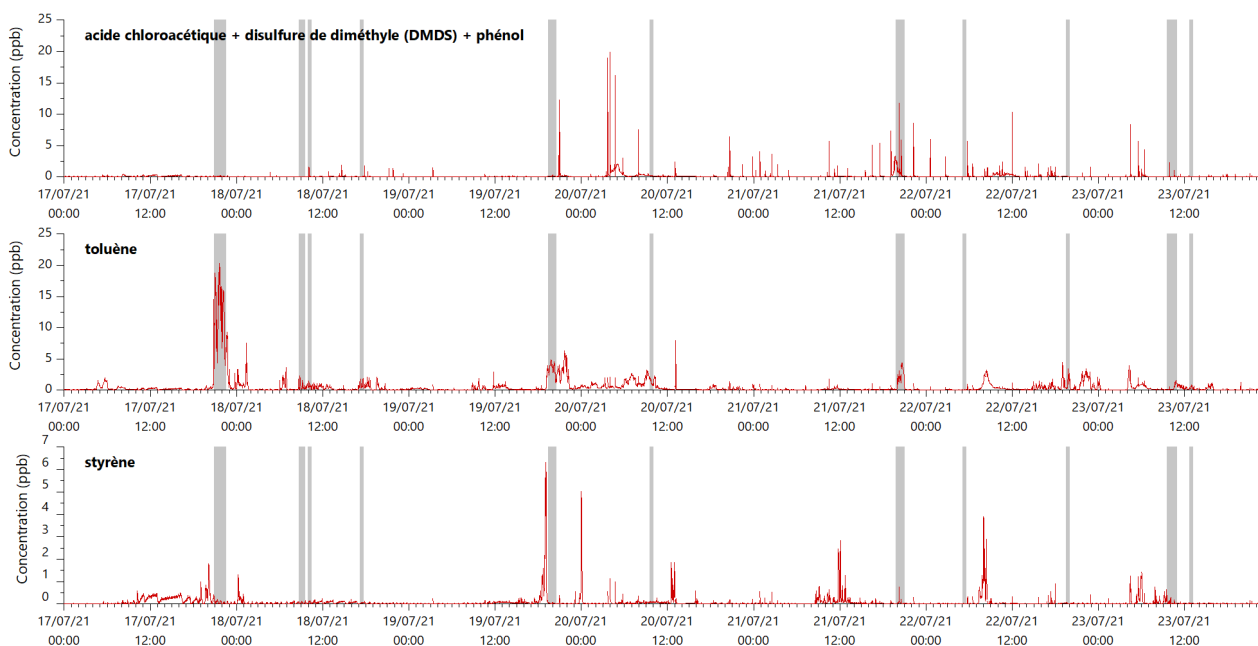 Concentration (ppb)
25
20
15
10
5
0
acide chloroacétique + disulfure de diméthyle (DMDS) + phénol
17/07/21 17/07/21 18/07/21 18/07/21 19/07/21 19/07/21 20/07/21 20/07/21 21/07/21 21/07/21 22/07/21 22/07/21 23/07/21 23/07/21
00:00 12:00 00:00 12:00 00:00 12:00 00:00 12:00 00:00 12:00 00:00 12:00 00:00 12:00
Concentration (ppb)
25
20
15
10
5
0
toluène
17/07/21 17/07/21 18/07/21 18/07/21 19/07/21 19/07/21 20/07/21 20/07/21 21/07/21 21/07/21 22/07/21 22/07/21 23/07/21 23/07/21
00:00 12:00 00:00 12:00 00:00 12:00 00:00 12:00 00:00 12:00 00:00 12:00 00:00 12:00
Concentration (ppb)
7
6
5
4
3
2
1
0
styrène
17/07/21 17/07/21 18/07/21 18/07/21 19/07/21 19/07/21 20/07/21 20/07/21 21/07/21 21/07/21 22/07/21 22/07/21 23/07/21 23/07/21
00:00 12:00 00:00 12:00 00:00 12:00 00:00 12:00 00:00 12:00 00:00 12:00 00:00 12:00